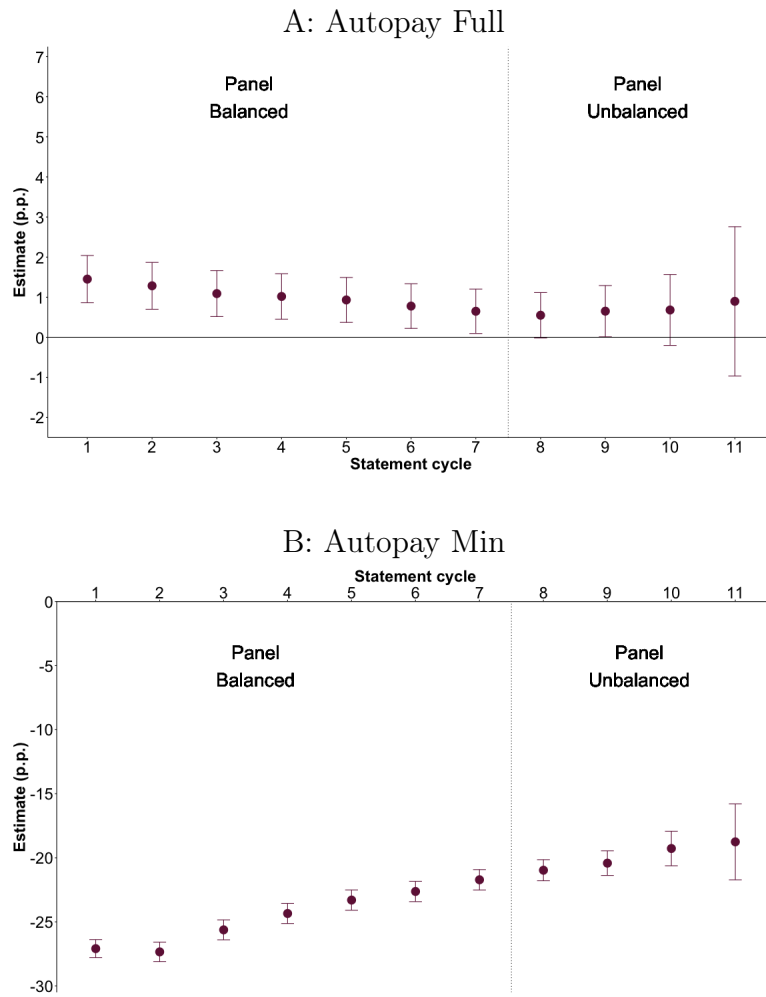 A: Autopay Full
Panel
Balanced
Panel
Unbalanced
Estimate (p.p.)
7
6
5
4
3
2
1
0
-1
-2
1 2 3 4 5 6 7 8 9 10 11
Statement cycle
B: Autopay Min
Statement cycle
1 2 3 4 5 6 7 8 9 10 11
Panel
Balanced
Panel
Unbalanced
Estimate (p.p.)
0
-5
-10
-15
-20
-25
-30